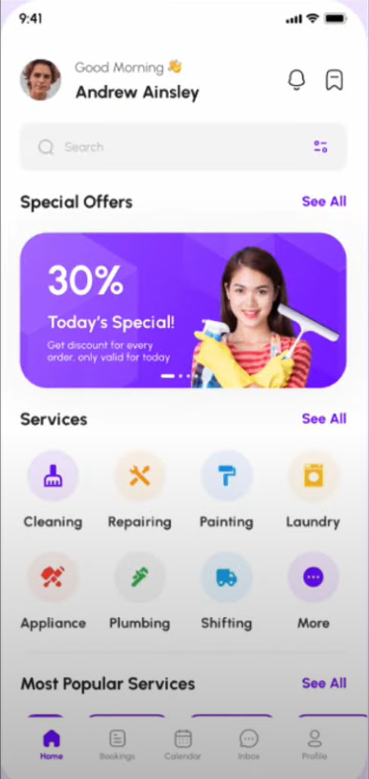 9:41
Good Morning 👋
Andrew Ainsley
Search
Special Offers
See All
30%
Today's Special!
Get discount for every
order, only valid for today
Services
See All
Cleaning
Repairing
Painting
Laundry
Appliance
Plumbing
Shifting
More
Most Popular Services
See All
Home
Bookings
Calendar
Inbox
Profile